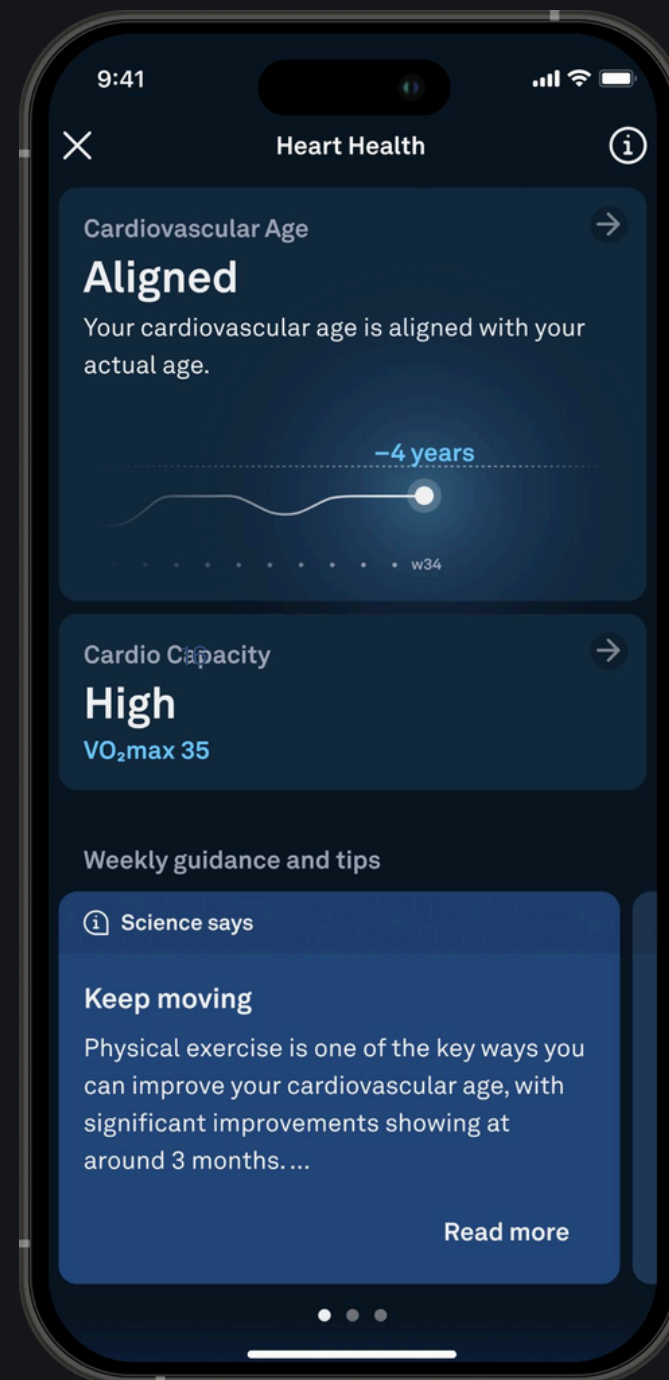 9:41
Heart Health
Cardiovascular Age
Aligned
Your cardiovascular age is aligned with your
actual age.
–4 years
w34
Cardio Capacity
16
High
VO₂max 35
Weekly guidance and tips
Science says
Keep moving
Physical exercise is one of the key ways you
can improve your cardiovascular age, with
significant improvements showing at
around 3 months. ...
Read more